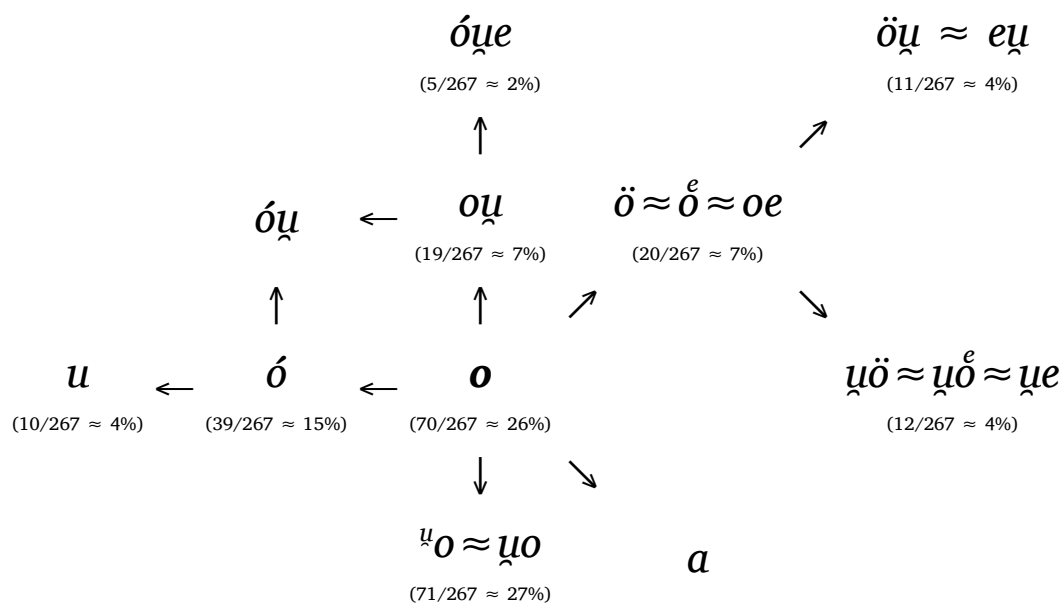 óu̯e öu̯ ≈ eu̯
(5/267 ≈ 2%) (11/267 ≈ 4%)
óu̯ ou̯ ö ≈ oͤ ≈ oe
(19/267 ≈ 7%) (20/267 ≈ 7%)
u ó o u̯ö ≈ u̯oͤ ≈ u̯e
(10/267 ≈ 4%) (39/267 ≈ 15%) (70/267 ≈ 26%) (12/267 ≈ 4%)
ᵘ̯o ≈ u̯o a
(71/267 ≈ 27%)